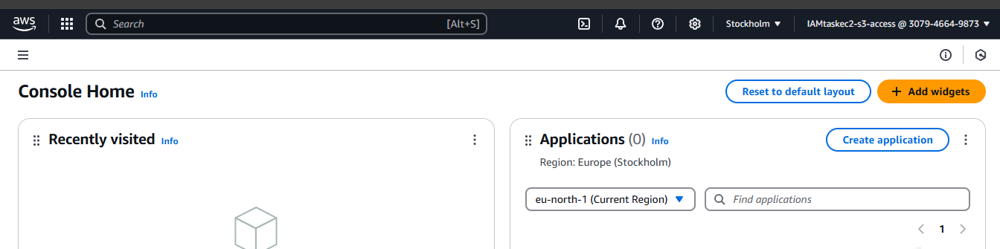 aws Search [Alt+S] Stockholm IAMtaskec2-s3-access @ 3079-4664-9873
Console Home Info
Reset to default layout
+ Add widgets
Recently visited Info
Applications (0) Info
Create application
Region: Europe (Stockholm)
eu-north-1 (Current Region)
Find applications
1